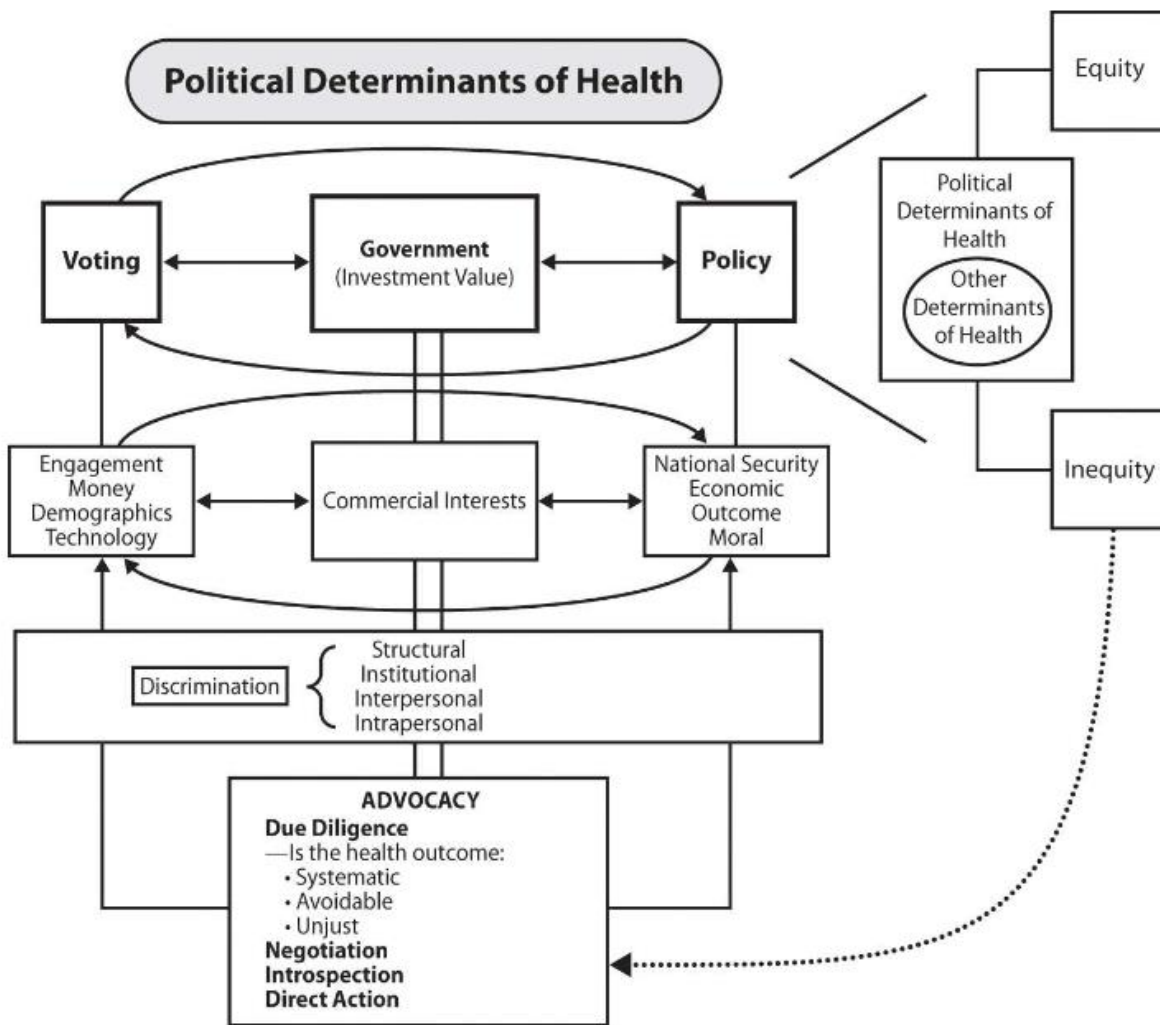 Political Determinants of Health
Equity
Political
Determinants of
Health
Other
Determinants
of Health
Inequity
Voting
Government
(Investment Value)
Policy
Engagement
Money
Demographics
Technology
Commercial Interests
National Security
Economic
Outcome
Moral
Discrimination
Structural
Institutional
Interpersonal
Intrapersonal
ADVOCACY
Due Diligence
—Is the health outcome:
• Systematic
• Avoidable
• Unjust
Negotiation
Introspection
Direct Action